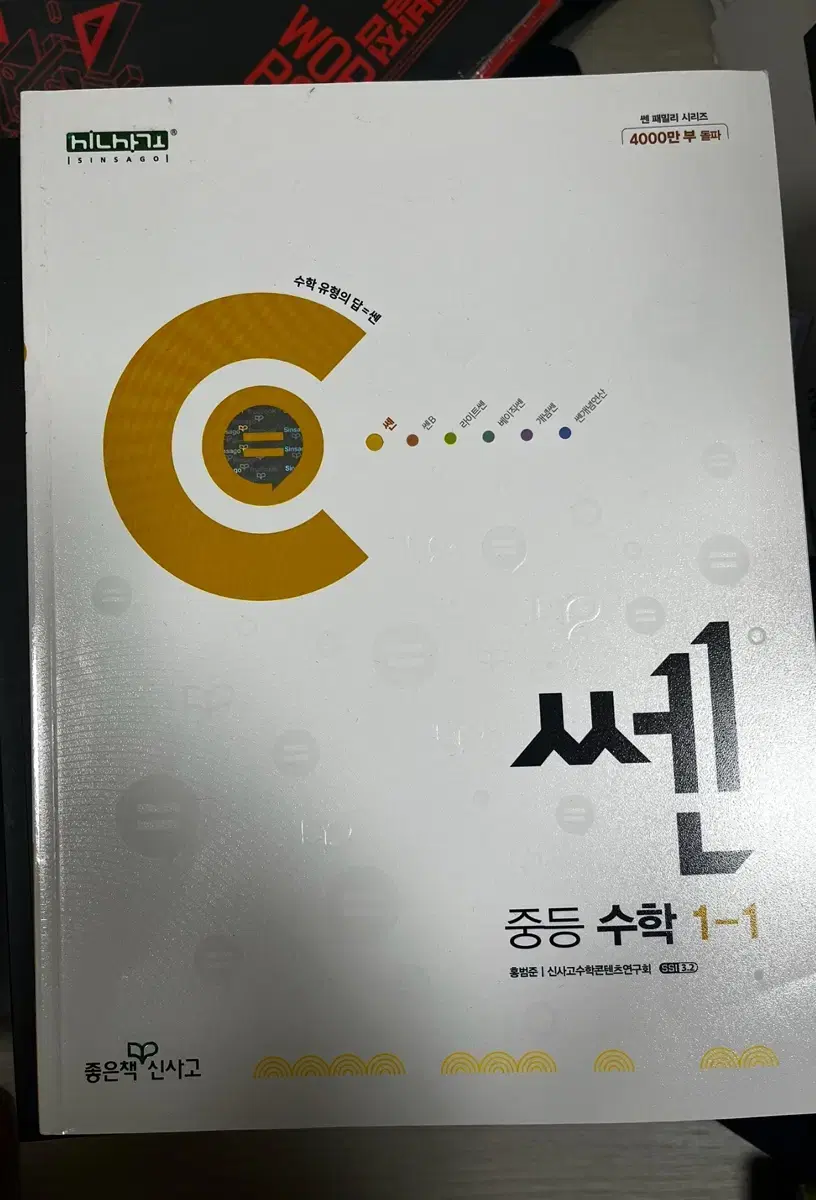 신사고
SINSAGO
쎈 패밀리 시리즈
4000만 부 돌파
수학 유형의 답 = 쎈
쎈
쎈B
라이트쎈
베이직쎈
개념쎈
쎈개념연산
쎈
중등 수학 1-1
홍범준 | 신사고수학콘텐츠연구회 SSI 3.2
좋은책 신사고